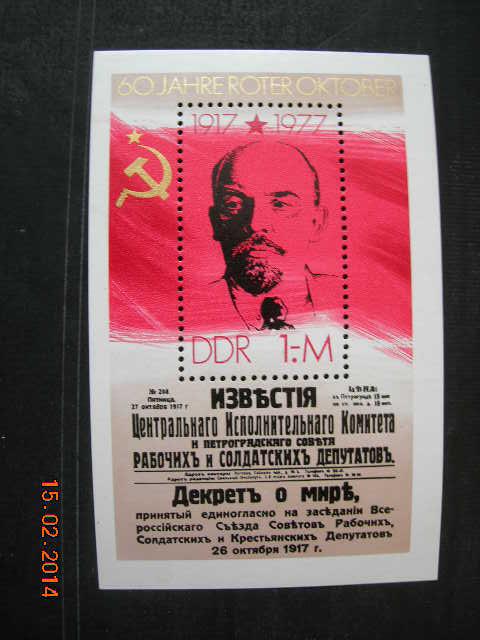 60 JAHRE ROTER OKTOBER
1917 ★ 1977
DDR 1.-M
Пятница,
27 октября 1917 г
ИЗВѢСТІЯ
Центральнаго Исполнительнаго Комитета
И ПЕТРОГРАДСКАГО СОВѢТА
РАБОЧИХЪ и СОЛДАТСКИХЪ ДЕПУТАТОВЪ.
Декретъ о мирѣ,
принятый единогласно на засѣданіи Все-
россійскаго Съѣзда Совѣтовъ Рабочихъ,
Солдатскихъ и Крестьянскихъ Депутатовъ
26 октября 1917 г.
15.02.2014